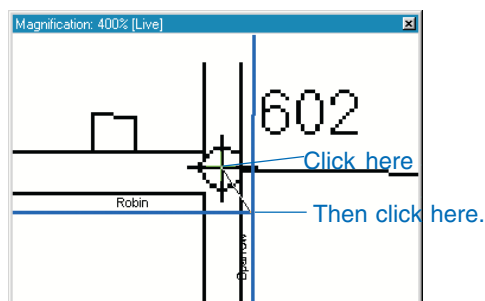 Magnification: 400% [Live]
602
Click here
Robin
Then click here.
Sparrow